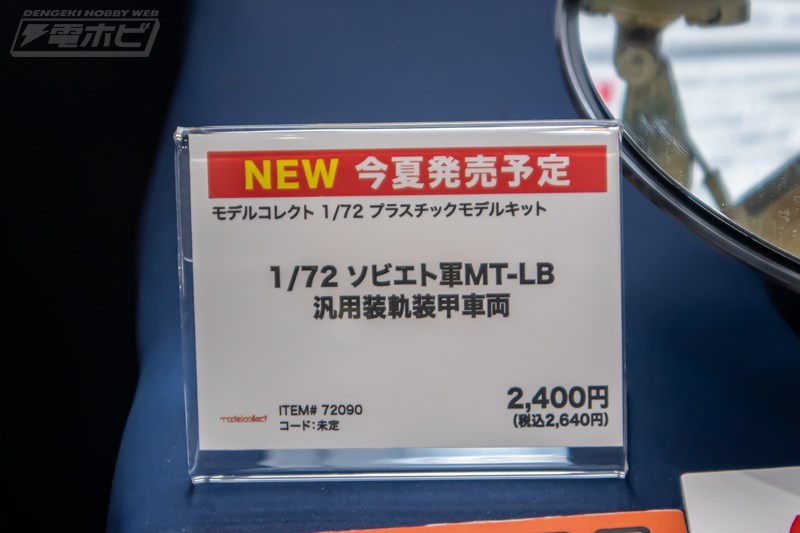 DENGEKI HOBBY WEB
電ホビ
NEW 今夏発売予定
モデルコレクト 1/72 プラスチックモデルキット
1/72 ソビエト軍MT-LB
汎用装軌装甲車両
modelcollect
ITEM# 72090
コード:未定
2,400円
(税込2,640円)